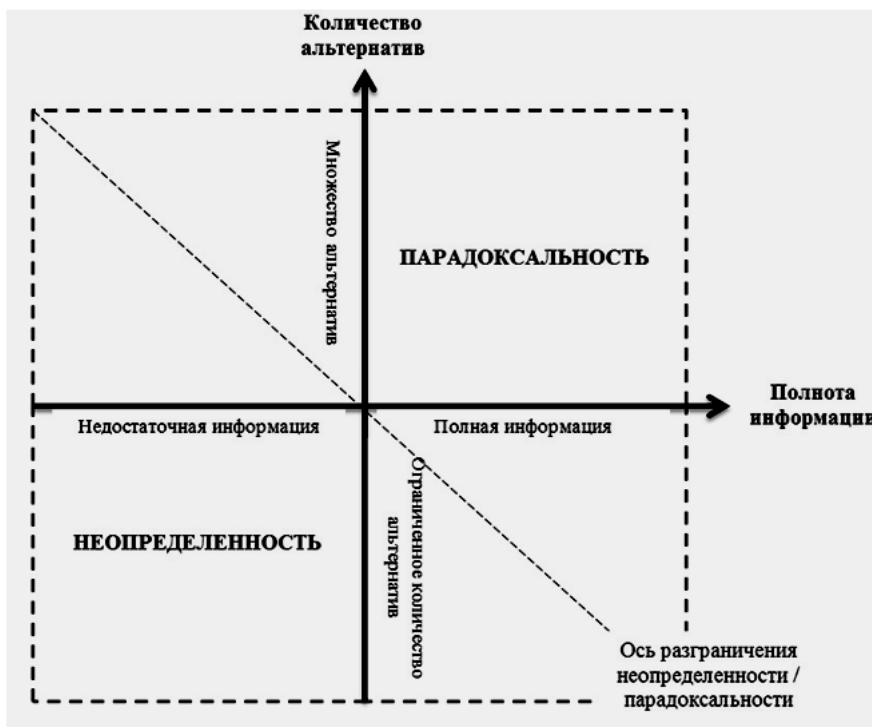 Количество
альтернатив
Множество альтернатив
ПАРАДОКСАЛЬНОСТЬ
Полнота
информации
Недостаточная информация
Полная информация
Ограниченное количество
альтернатив
НЕОПРЕДЕЛЕННОСТЬ
Ось разграничения
неопределенности /
парадоксальности